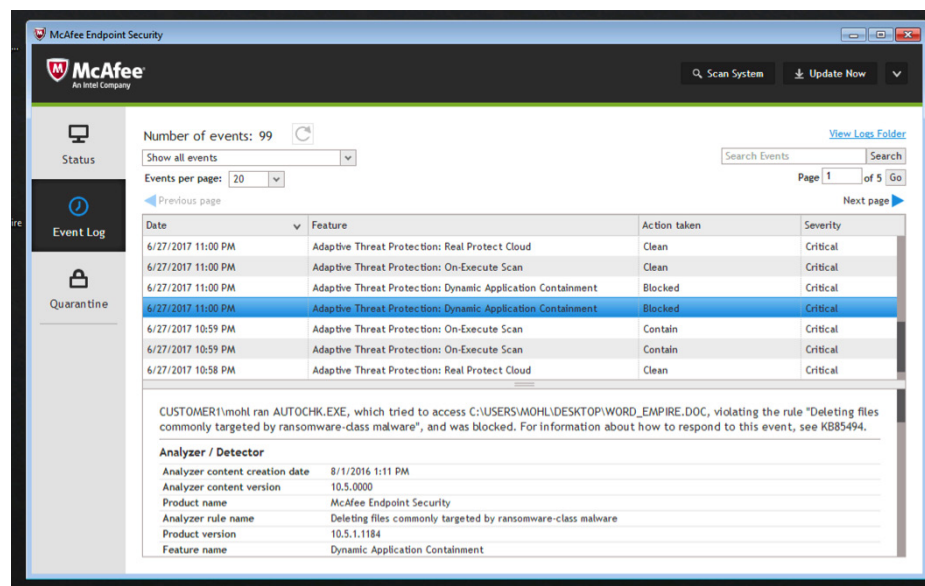 ...
McAfee Endpoint Security
McAfee
An Intel Company
Scan System
Update Now
Status
Event Log
Quarantine
ire
Number of events: 99
View Logs Folder
Show all events
Search Events
Search
Events per page: 20
Page 1 of 5 Go
Previous page
Next page
Date Feature Action taken Severity
6/27/2017 11:00 PM Adaptive Threat Protection: Real Protect Cloud Clean Critical
6/27/2017 11:00 PM Adaptive Threat Protection: On-Execute Scan Clean Critical
6/27/2017 11:00 PM Adaptive Threat Protection: Dynamic Application Containment Blocked Critical
6/27/2017 11:00 PM Adaptive Threat Protection: Dynamic Application Containment Blocked Critical
6/27/2017 10:59 PM Adaptive Threat Protection: On-Execute Scan Contain Critical
6/27/2017 10:59 PM Adaptive Threat Protection: On-Execute Scan Contain Critical
6/27/2017 10:58 PM Adaptive Threat Protection: Real Protect Cloud Clean Critical
CUSTOMER1\mohl ran AUTOCHK.EXE, which tried to access C:\USERS\MOHL\DESKTOP\WORD_EMPIRE.DOC, violating the rule "Deleting files
commonly targeted by ransomware-class malware", and was blocked. For information about how to respond to this event, see KB85494.
Analyzer / Detector
Analyzer content creation date 8/1/2016 1:11 PM
Analyzer content version 10.5.0000
Product name McAfee Endpoint Security
Analyzer rule name Deleting files commonly targeted by ransomware-class malware
Product version 10.5.1.1184
Feature name Dynamic Application Containment